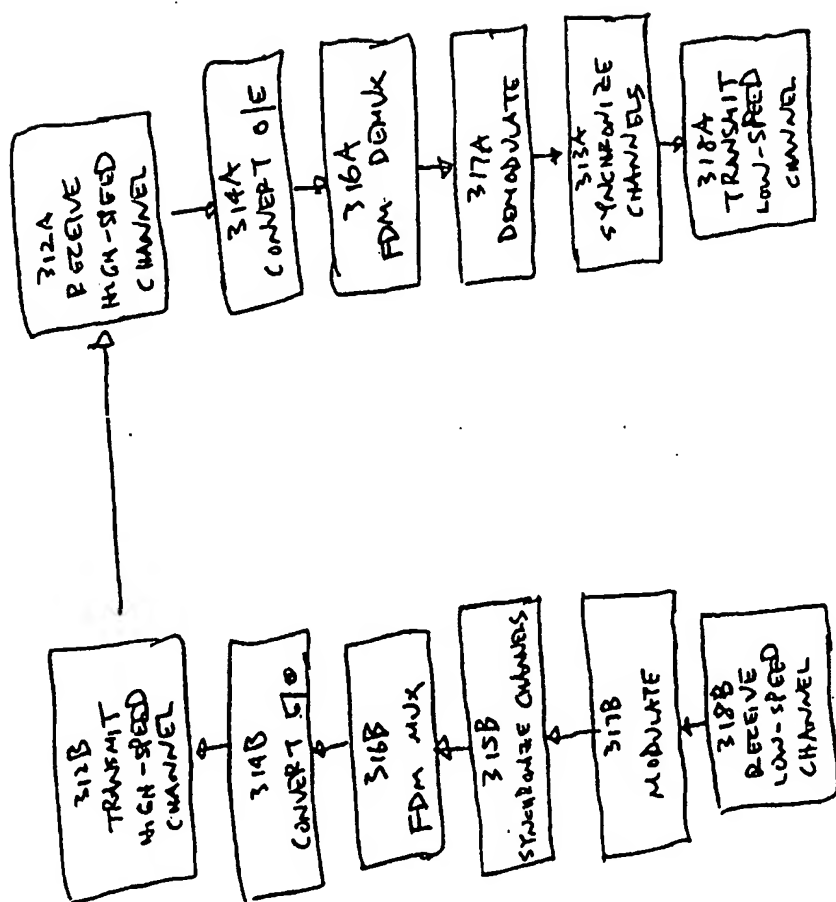 312A
RECEIVE
HIGH-SPEED
CHANNEL
314A
CONVERT O/E
316A
FDM DEMUX
317A
DEMODULATE
313A
SYNCHRONIZE
CHANNELS
318A
TRANSMIT
LOW-SPEED
CHANNEL
312B
TRANSMIT
HIGH-SPEED
CHANNEL
314B
CONVERT E/O
316B
FDM MUX
315B
SYNCHRONIZE CHANNELS
317B
MODULATE
318B
RECEIVE
LOW-SPEED
CHANNEL